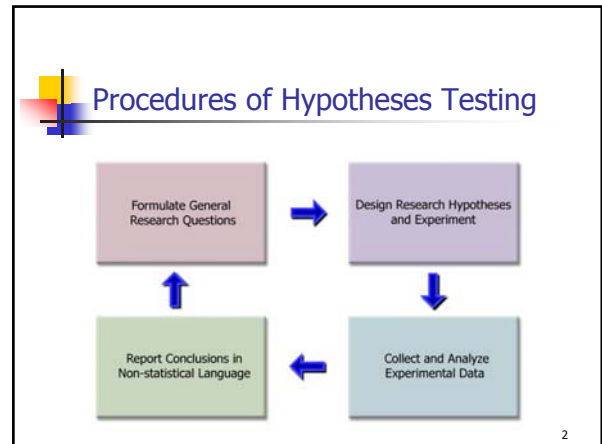 Procedures of Hypotheses Testing
Formulate General
Research Questions
Design Research Hypotheses
and Experiment
Report Conclusions in
Non-statistical Language
Collect and Analyze
Experimental Data
2